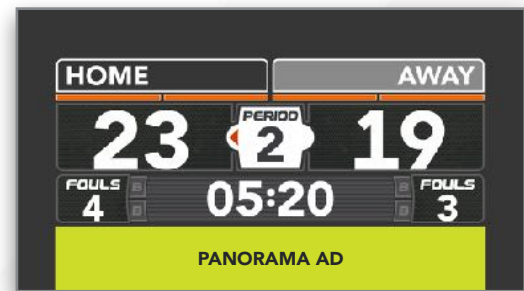 HOME AWAY
PERIOD
23 2 19
FOULS B B FOULS
4 D 05:20 D 3
PANORAMA AD